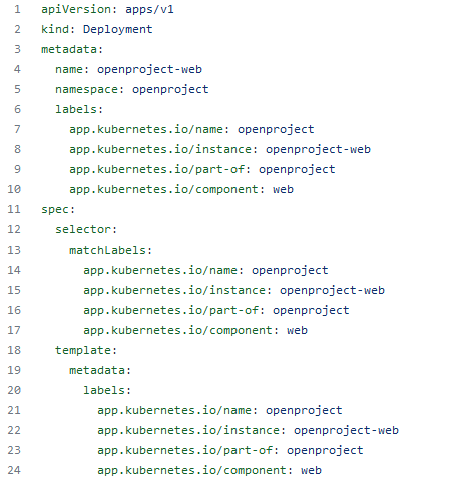 1 apiVersion: apps/v1
2 kind: Deployment
3 metadata:
4   name: openproject-web
5   namespace: openproject
6   labels:
7     app.kubernetes.io/name: openproject
8     app.kubernetes.io/instance: openproject-web
9     app.kubernetes.io/part-of: openproject
10     app.kubernetes.io/component: web
11 spec:
12   selector:
13     matchLabels:
14       app.kubernetes.io/name: openproject
15       app.kubernetes.io/instance: openproject-web
16       app.kubernetes.io/part-of: openproject
17       app.kubernetes.io/component: web
18   template:
19     metadata:
20       labels:
21         app.kubernetes.io/name: openproject
22         app.kubernetes.io/instance: openproject-web
23         app.kubernetes.io/part-of: openproject
24         app.kubernetes.io/component: web